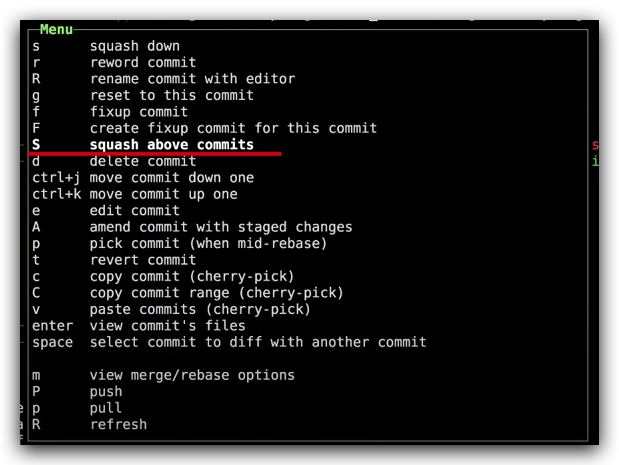 Menu
s squash down
r reword commit
R rename commit with editor
g reset to this commit
f fixup commit
F create fixup commit for this commit
S squash above commits
d delete commit
ctrl+j move commit down one
ctrl+k move commit up one
e edit commit
A amend commit with staged changes
p pick commit (when mid-rebase)
t revert commit
c copy commit (cherry-pick)
C copy commit range (cherry-pick)
v paste commits (cherry-pick)
enter view commit's files
space select commit to diff with another commit
m view merge/rebase options
P push
p pull
R refresh